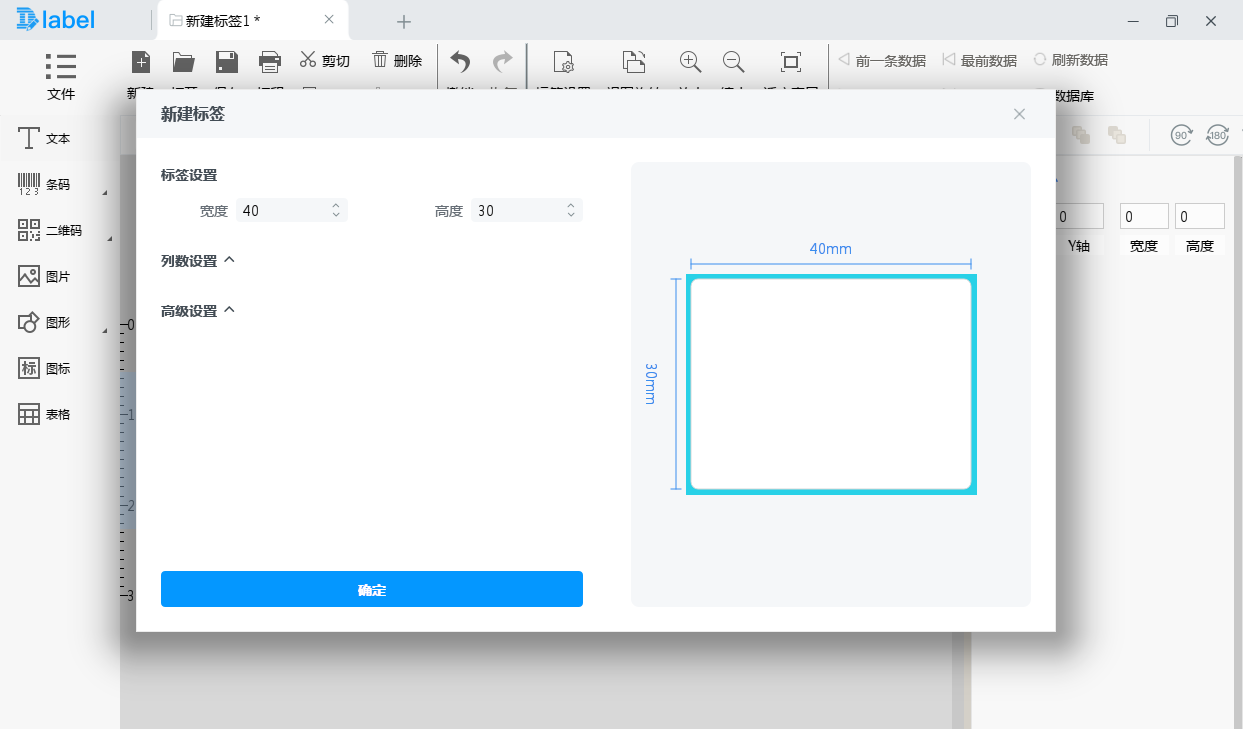 label
新建标签1 *
文件
剪切
删除
前一条数据
最前数据
刷新数据
数据库
90
180
文本
条码
二维码
图片
图形
图标
表格
0
1
2
3
0
0
0
Y轴
宽度
高度
新建标签
标签设置
宽度 40
高度 30
列数设置
高级设置
确定
40mm
30mm